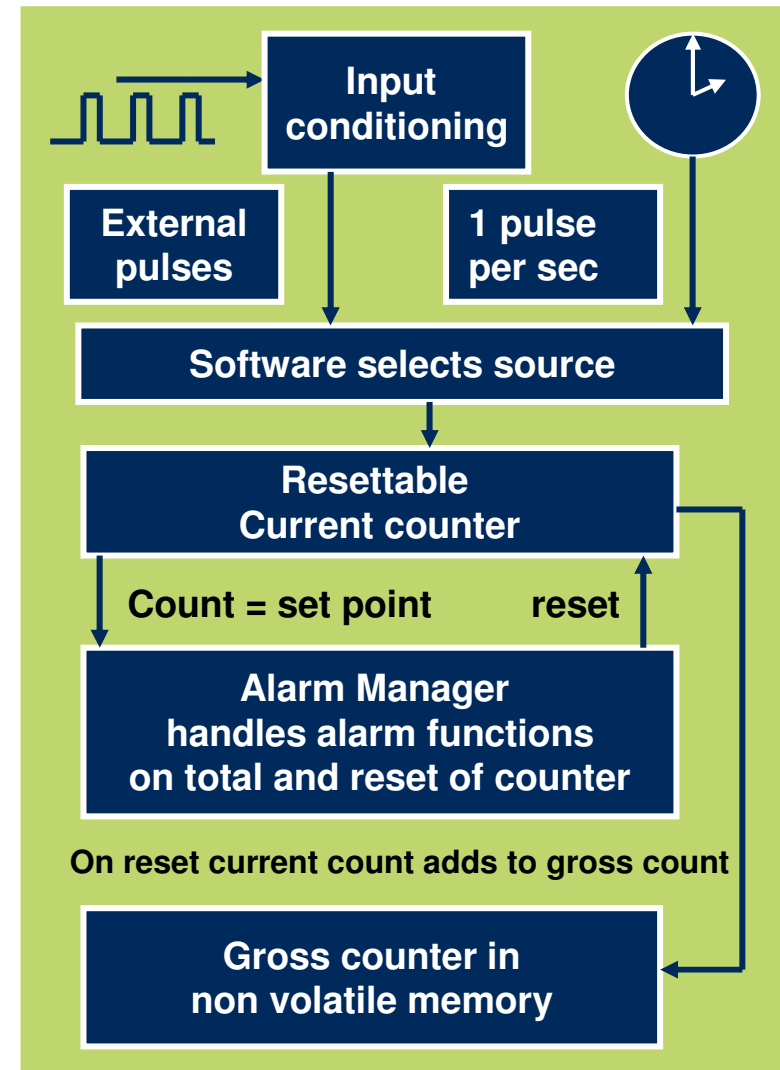 Input
conditioning
External
pulses
1 pulse
per sec
Software selects source
Resettable
Current counter
Count = set point
reset
Alarm Manager
handles alarm functions
on total and reset of counter
On reset current count adds to gross count
Gross counter in
non volatile memory